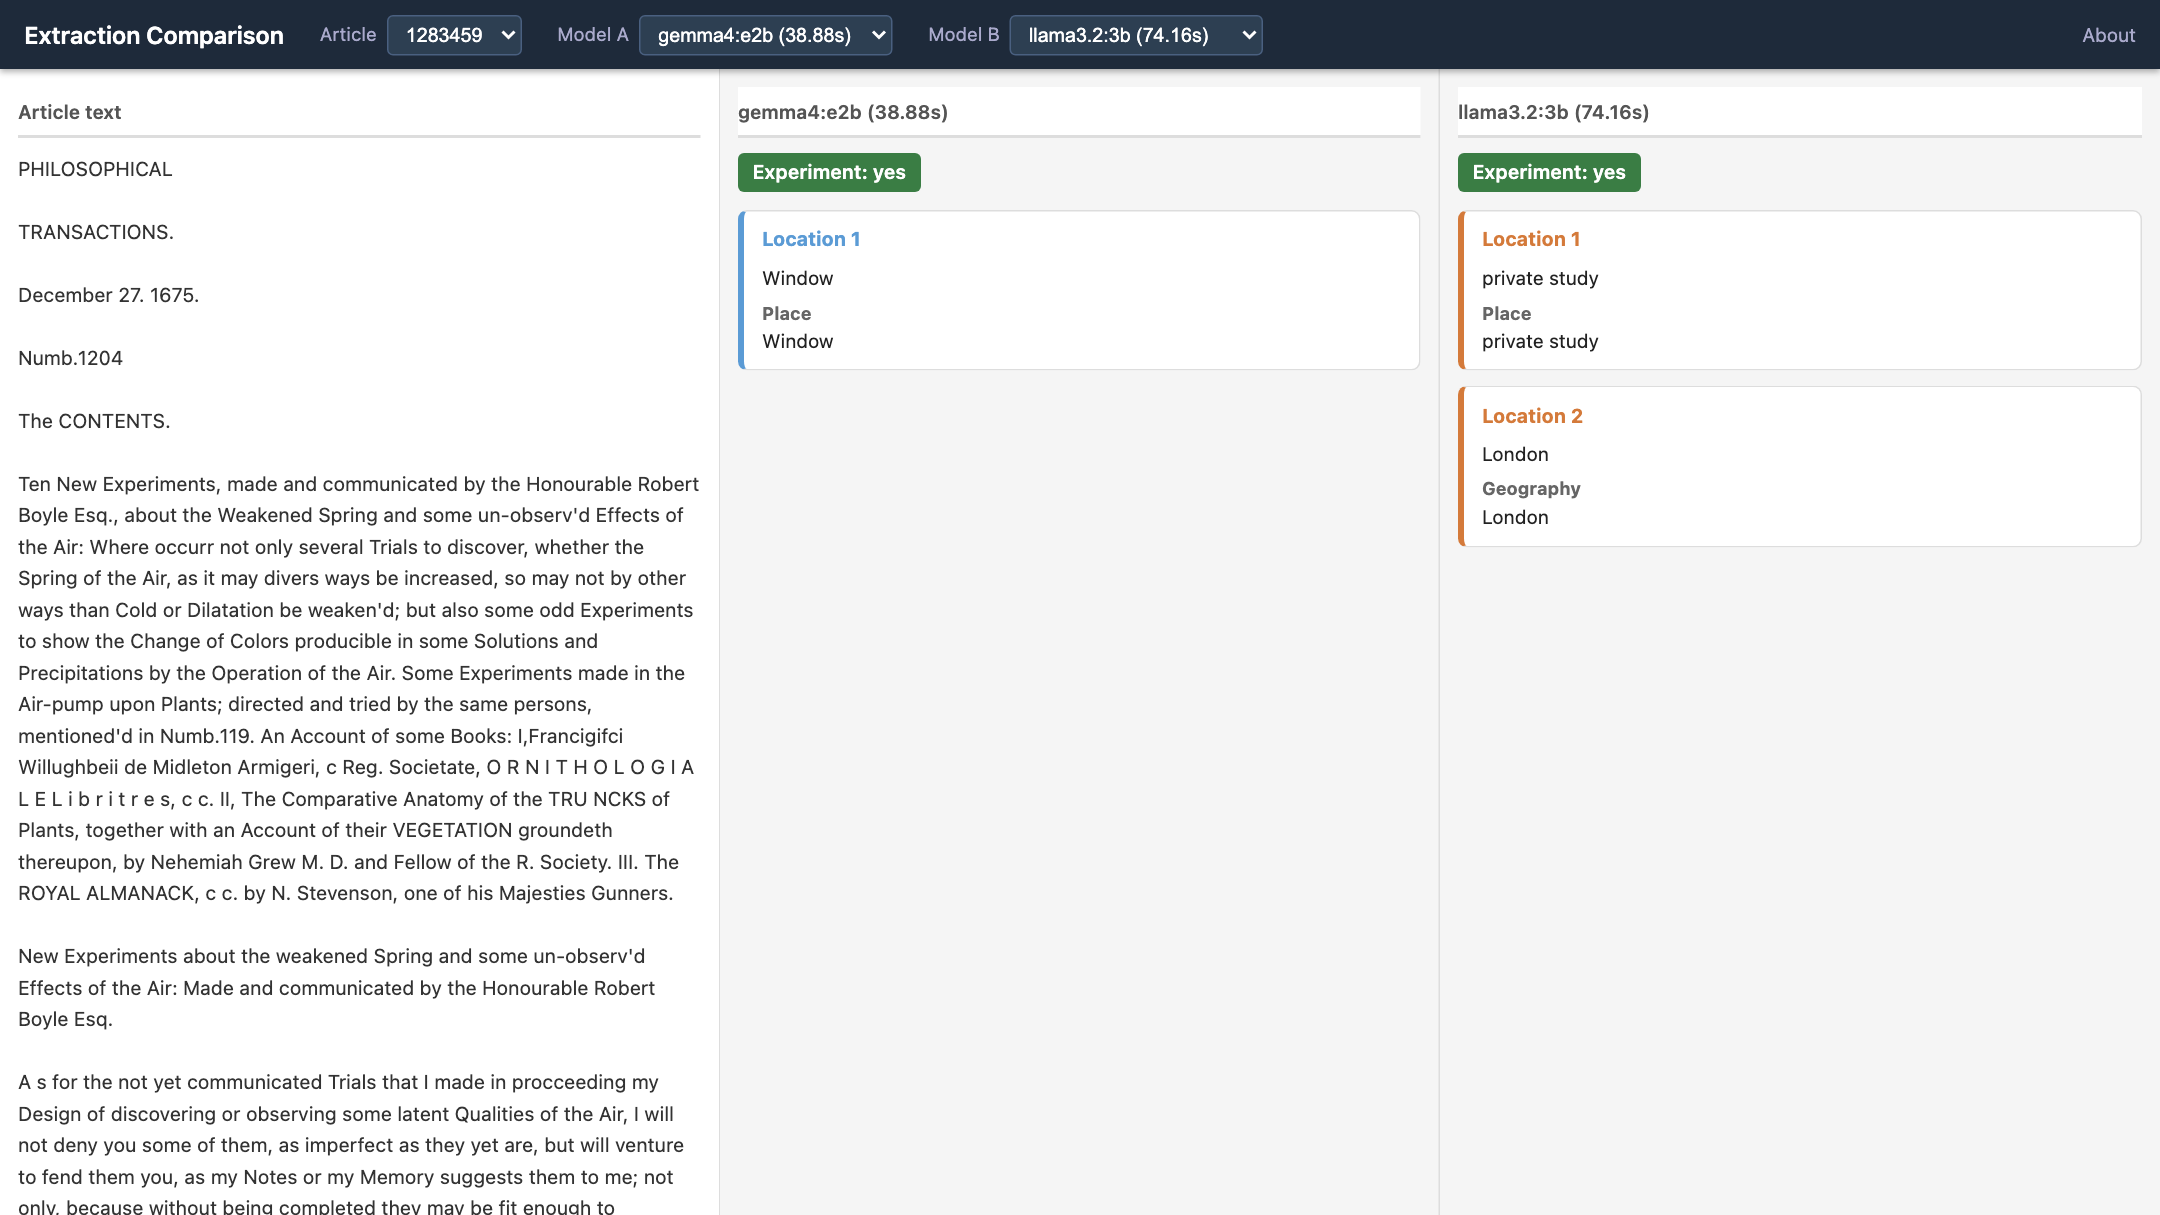 Extraction Comparison
Article
1283459
Model A
gemma4:e2b (38.88s)
Model B
llama3.2:3b (74.16s)
About
Article text
PHILOSOPHICAL
TRANSACTIONS.
December 27. 1675.
Numb.1204
The CONTENTS.
Ten New Experiments, made and communicated by the Honourable Robert
Boyle Esq., about the Weakened Spring and some un-observ'd Effects of
the Air: Where occurr not only several Trials to discover, whether the
Spring of the Air, as it may divers ways be increased, so may not by other
ways than Cold or Dilatation be weaken'd; but also some odd Experiments
to show the Change of Colors producible in some Solutions and
Precipitations by the Operation of the Air. Some Experiments made in the
Air-pump upon Plants; directed and tried by the same persons,
mentioned'd in Numb.119. An Account of some Books: I,Francigifci
Willughbeii de Midleton Armigeri, c Reg. Societate, O R N I T H O L O G I A
L E L i b r i t r e s, c c. II, The Comparative Anatomy of the TRU NCKS of
Plants, together with an Account of their VEGETATION groundeth
thereupon, by Nehemiah Grew M. D. and Fellow of the R. Society. III. The
ROYAL ALMANACK, c c. by N. Stevenson, one of his Majesties Gunners.
New Experiments about the weakened Spring and some un-observ'd
Effects of the Air: Made and communicated by the Honourable Robert
Boyle Esq.
A s for the not yet communicated Trials that I made in procceeding my
Design of discovering or observing some latent Qualities of the Air, I will
not deny you some of them, as imperfect as they yet are, but will venture
to fend them you, as my Notes or my Memory suggests them to me; not
only, because without being completed they may be fit enough to
gemma4:e2b (38.88s)
Experiment: yes
Location 1
Window
Place
Window
llama3.2:3b (74.16s)
Experiment: yes
Location 1
private study
Place
private study
Location 2
London
Geography
London